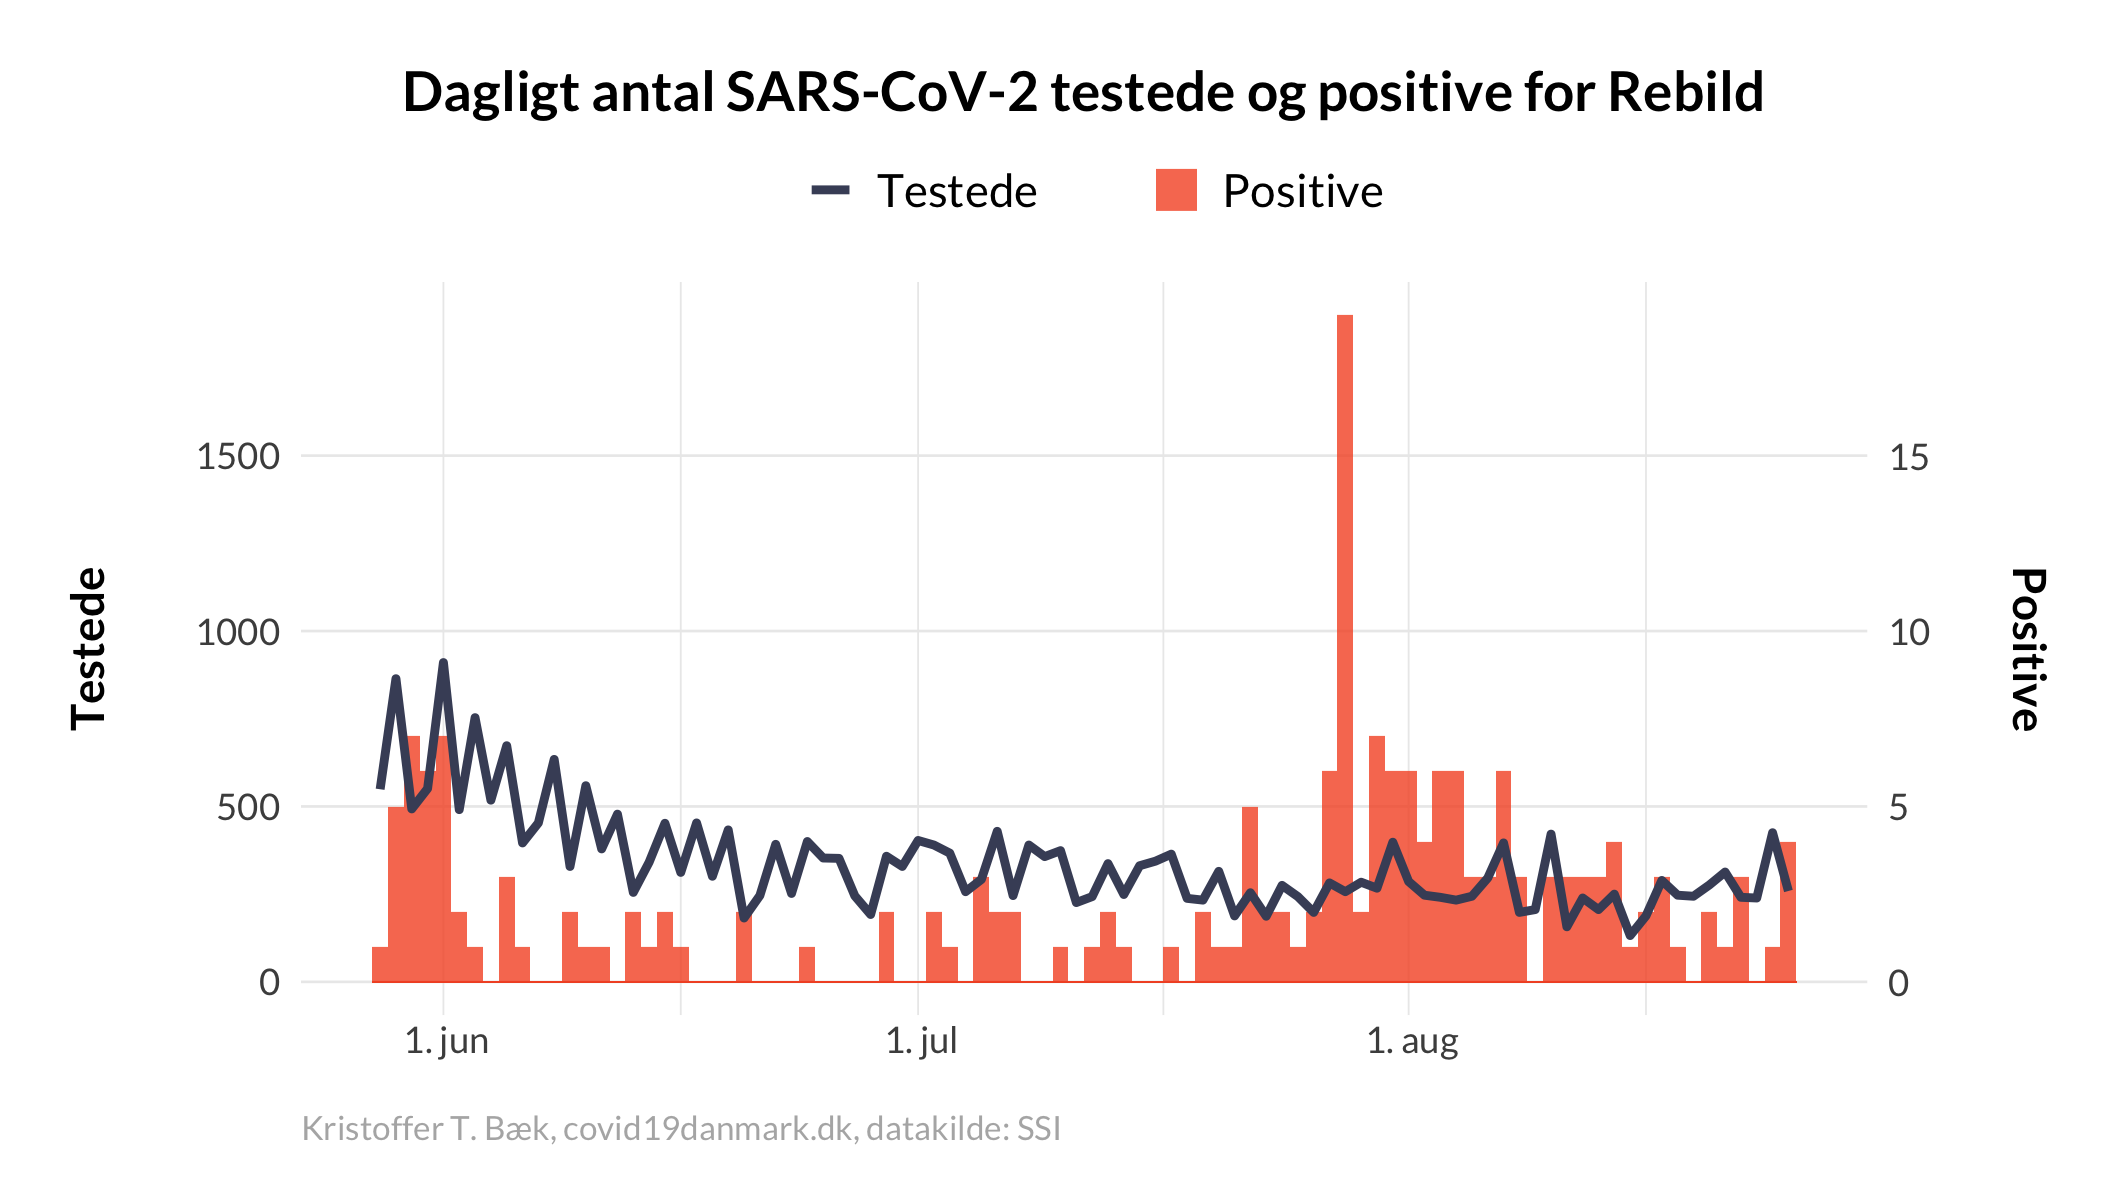 Dagligt antal SARS-CoV-2 testede og positive for Rebild
Testede
Positive
Testede
1500
1000
500
0
15
10
5
0
Positive
1. jun
1. jul
1. aug
Kristoffer T. Bæk, covid19danmark.dk, datakilde: SSI